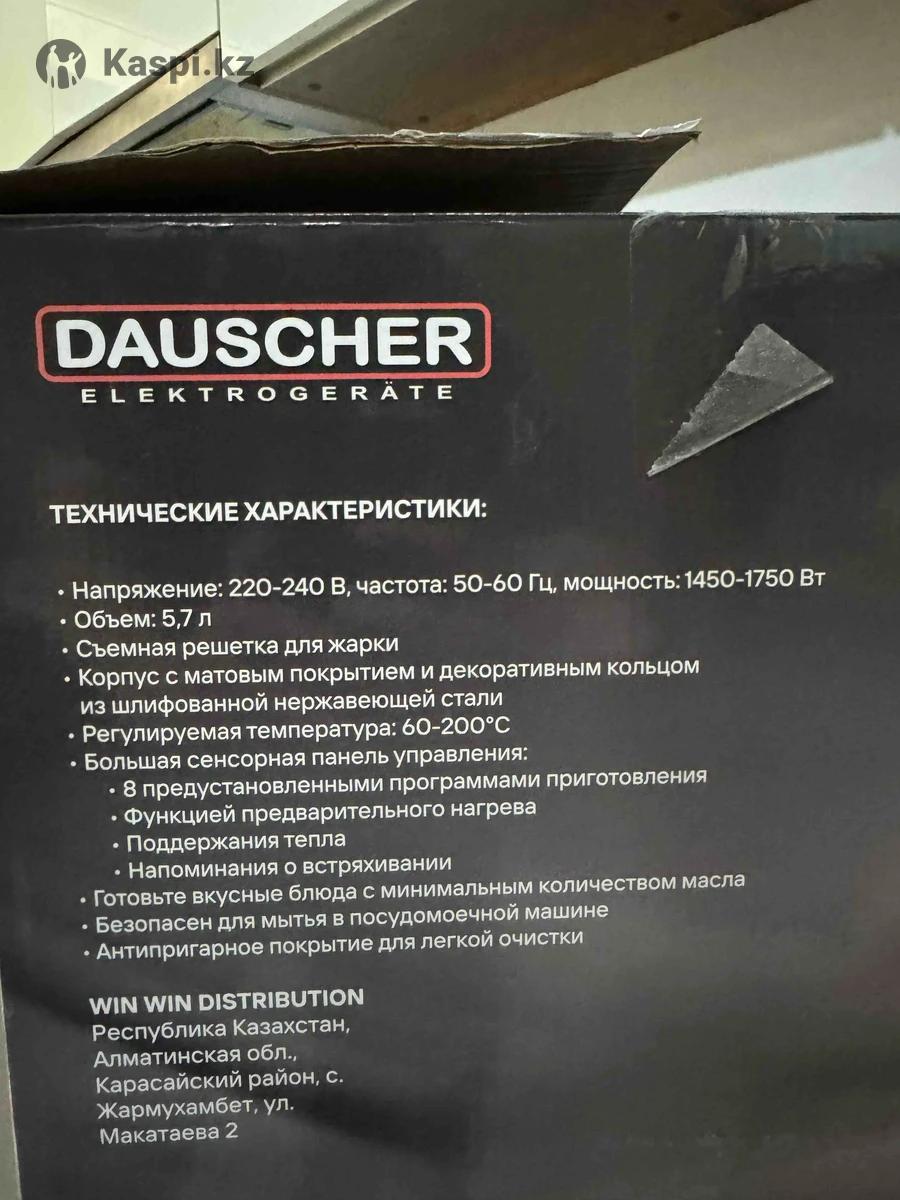 Kaspi.kz
DAUSCHER
ELEKTROGERÄTE
ТЕХНИЧЕСКИЕ ХАРАКТЕРИСТИКИ:
• Напряжение: 220-240 В, частота: 50-60 Гц, мощность: 1450-1750 Вт
• Объем: 5,7 л
• Съемная решетка для жарки
• Корпус с матовым покрытием и декоративным кольцом
из шлифованной нержавеющей стали
• Регулируемая температура: 60-200°C
• Большая сенсорная панель управления:
• 8 предустановленными программами приготовления
• Функцией предварительного нагрева
• Поддержания тепла
• Напоминания о встряхивании
• Готовьте вкусные блюда с минимальным количеством масла
• Безопасен для мытья в посудомоечной машине
• Антипригарное покрытие для легкой очистки
WIN WIN DISTRIBUTION
Республика Казахстан,
Алматинская обл.,
Карасайский район, с.
Жармухамбет, ул.
Макатаева 2